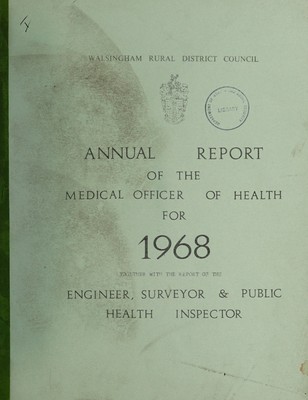 WALSINGHAM RURAL DISTRICT COUNCIL
LIBRARY
ANNUAL REPORT
OF THE
MEDICAL OFFICER OF HEALTH
FOR
1968
TOGETHER WITH THE REPORT OF THE
ENGINEER, SURVEYOR & PUBLIC
HEALTH INSPECTOR